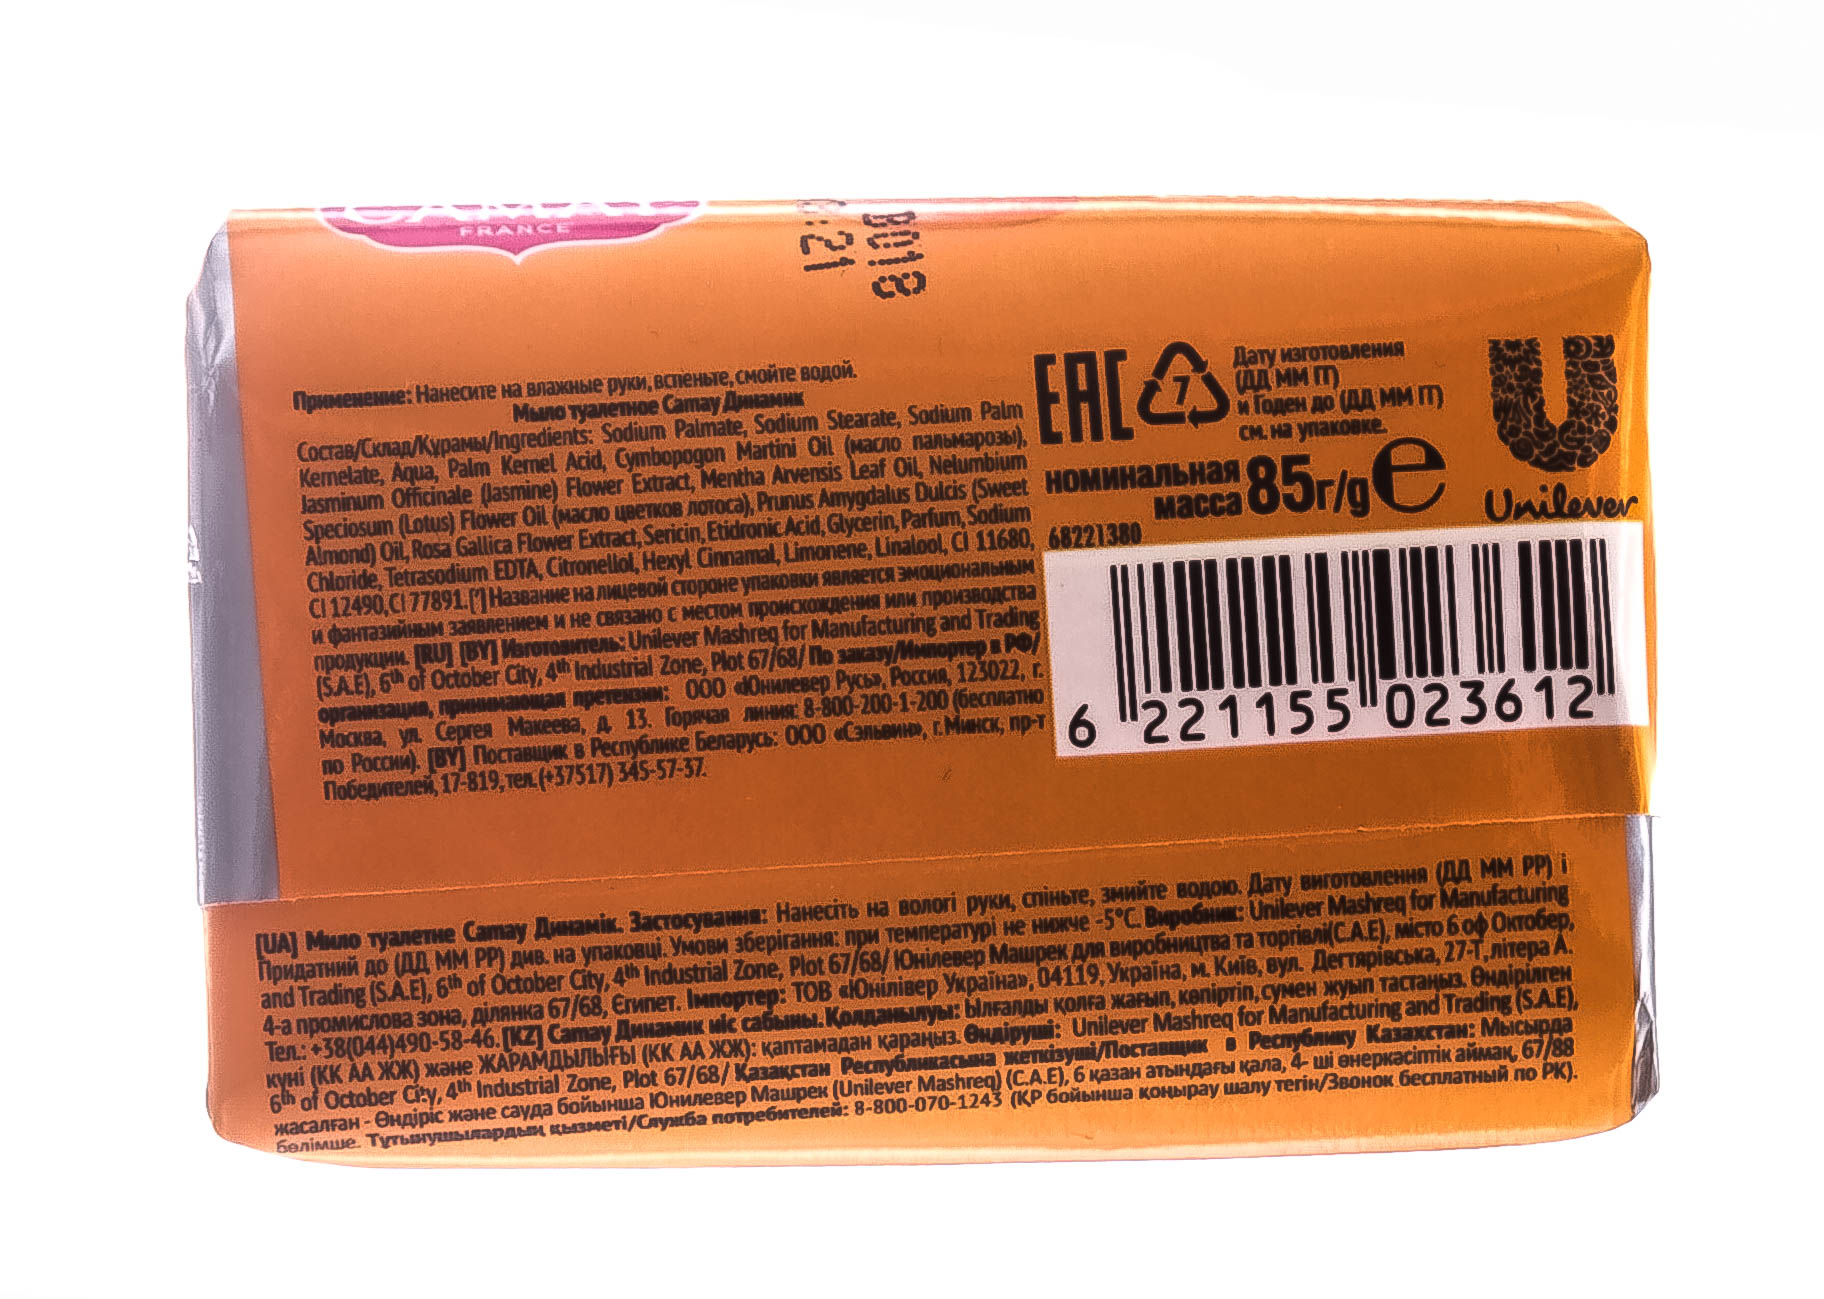 FRANCE
Применение: Нанесите на влажные руки, вспеньте, смойте водой.
Мыло туалетное Camay Динамик
Состав/Склад/Құрамы/Ingredients: Sodium Palmate, Sodium Stearate, Sodium Palm
Kernelate, Aqua, Palm Kernel Acid, Cymbopogon Martini Oil (масло пальмарозы),
Jasminum Officinale (Jasmine) Flower Extract, Mentha Arvensis Leaf Oil, Nelumbium
Speciosum (Lotus) Flower Oil (масло цветков лотоса), Prunus Amygdalus Dulcis (Sweet
Almond) Oil, Rosa Gallica Flower Extract, Sericin, Etidronic Acid, Glycerin, Parfum, Sodium
Chloride, Tetrasodium EDTA, Citronellol, Hexyl Cinnamal, Limonene, Linalool, CI 11680,
CI 12490, CI 77891. (*) Название на лицевой стороне упаковки является эмоциональным
и фантазийным заявлением и не связано с местом происхождения или производства
продукции. [RU] [BY] Изготовитель: Unilever Mashreq for Manufacturing and Trading
(S.A.E), 6th of October City, 4th Industrial Zone, Plot 67/68/ По заказу/Импортер в РФ/
организация, принимающая претензии: ООО «Юнилевер Русь», Россия, 123022, г.
Москва, ул. Сергея Макеева, д. 13. Горячая линия: 8-800-200-1-200 (бесплатно
по России). [BY] Поставщик в Республике Беларусь: ООО «Сэльвин», г. Минск, пр-т
Победителей, 17-819, тел. (+37517) 345-57-37.
EAC
7
Дату изготовления
(ДД ММ ГГ)
и Годен до (ДД ММ ГГ)
см. на упаковке.
номинальная
масса 85г/g e
Unilever
68221380
6 221155 023612
[UA] Мило туалетне Camay Динамік. Застосування: Нанесіть на вологі руки, спіньте, змийте водою. Дату виготовлення (ДД ММ РР) і
Придатний до (ДД ММ РР) див. на упаковці. Умови зберігання: при температурі не нижче -5°C. Виробник: Unilever Mashreq for Manufacturing
and Trading (S.A.E), 6th of October City, 4th Industrial Zone, Plot 67/68/ Юнілевер Машрек для виробництва та торгівлі(С.А.Е), місто 6 оф Октобер,
4-а промислова зона, ділянка 67/68, Єгипет. Імпортер: ТОВ «Юнілівер Україна», 04119, Україна, м. Київ, вул. Дегтярівська, 27-Т, літера А.
Тел.: +38(044)490-58-46. [KZ] Camay Динамик иіс сабыны. Қолданылуы: Ылғалды қолға жағып, көпіртіп, сумен жуып тастаңыз. Өндірілген
күні (КК АА ЖЖ) және ЖАРАМДЫЛЫҒЫ (КК АА ЖЖ): қаптамадан қараңыз. Өндіруші: Unilever Mashreq for Manufacturing and Trading (S.A.E),
6th of October City, 4th Industrial Zone, Plot 67/68/ Қазақстан Республикасына жеткізуші/Поставщик в Республику Казахстан: Мысырда
жасалған - Өндіріс және сауда бойынша Юнилевер Машрек (Unilever Mashreq) (С.А.Е), 6 қазан атындағы қала, 4- ші өнеркәсіптік аймақ, 67/88
бөлімше. Тұтынушылардың қызметі/Служба потребителей: 8-800-070-1243 (ҚР бойынша қоңырау шалу тегін/Звонок бесплатный по РК).